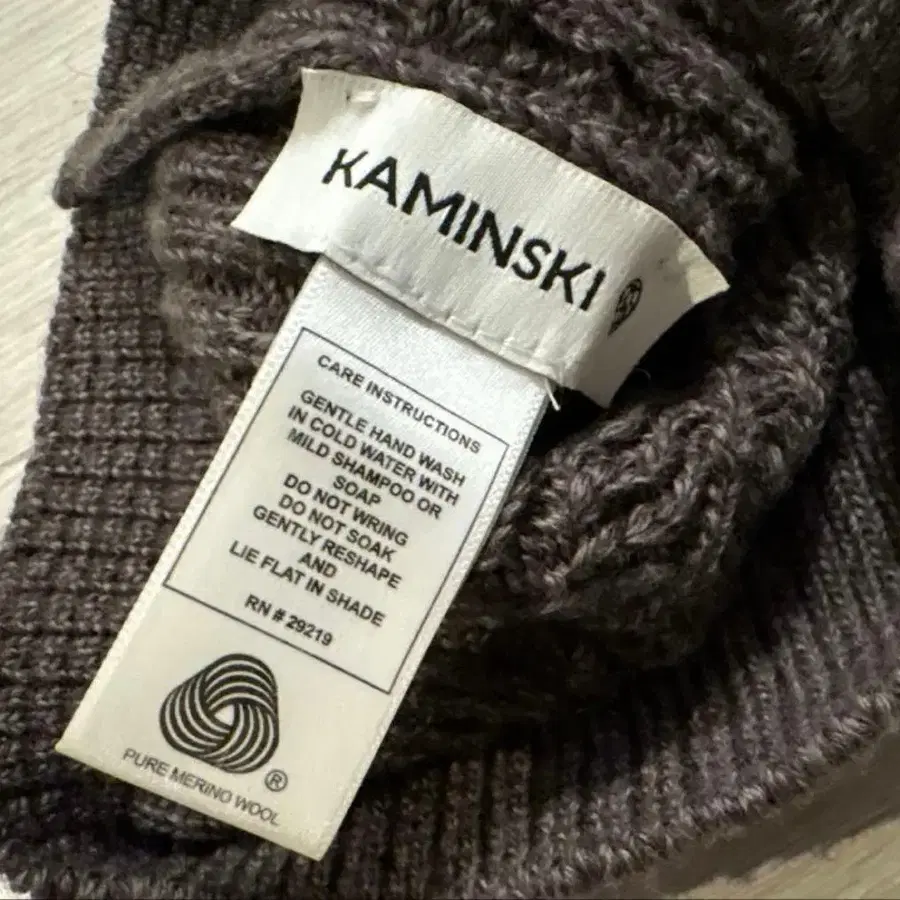 KAMINSKI
CARE INSTRUCTIONS
GENTLE HAND WASH
IN COLD WATER WITH
MILD SHAMPOO OR
SOAP
DO NOT WRING
DO NOT SOAK
GENTLY RESHAPE
AND
LIE FLAT IN SHADE
RN # 29219
®
PURE MERINO WOOL